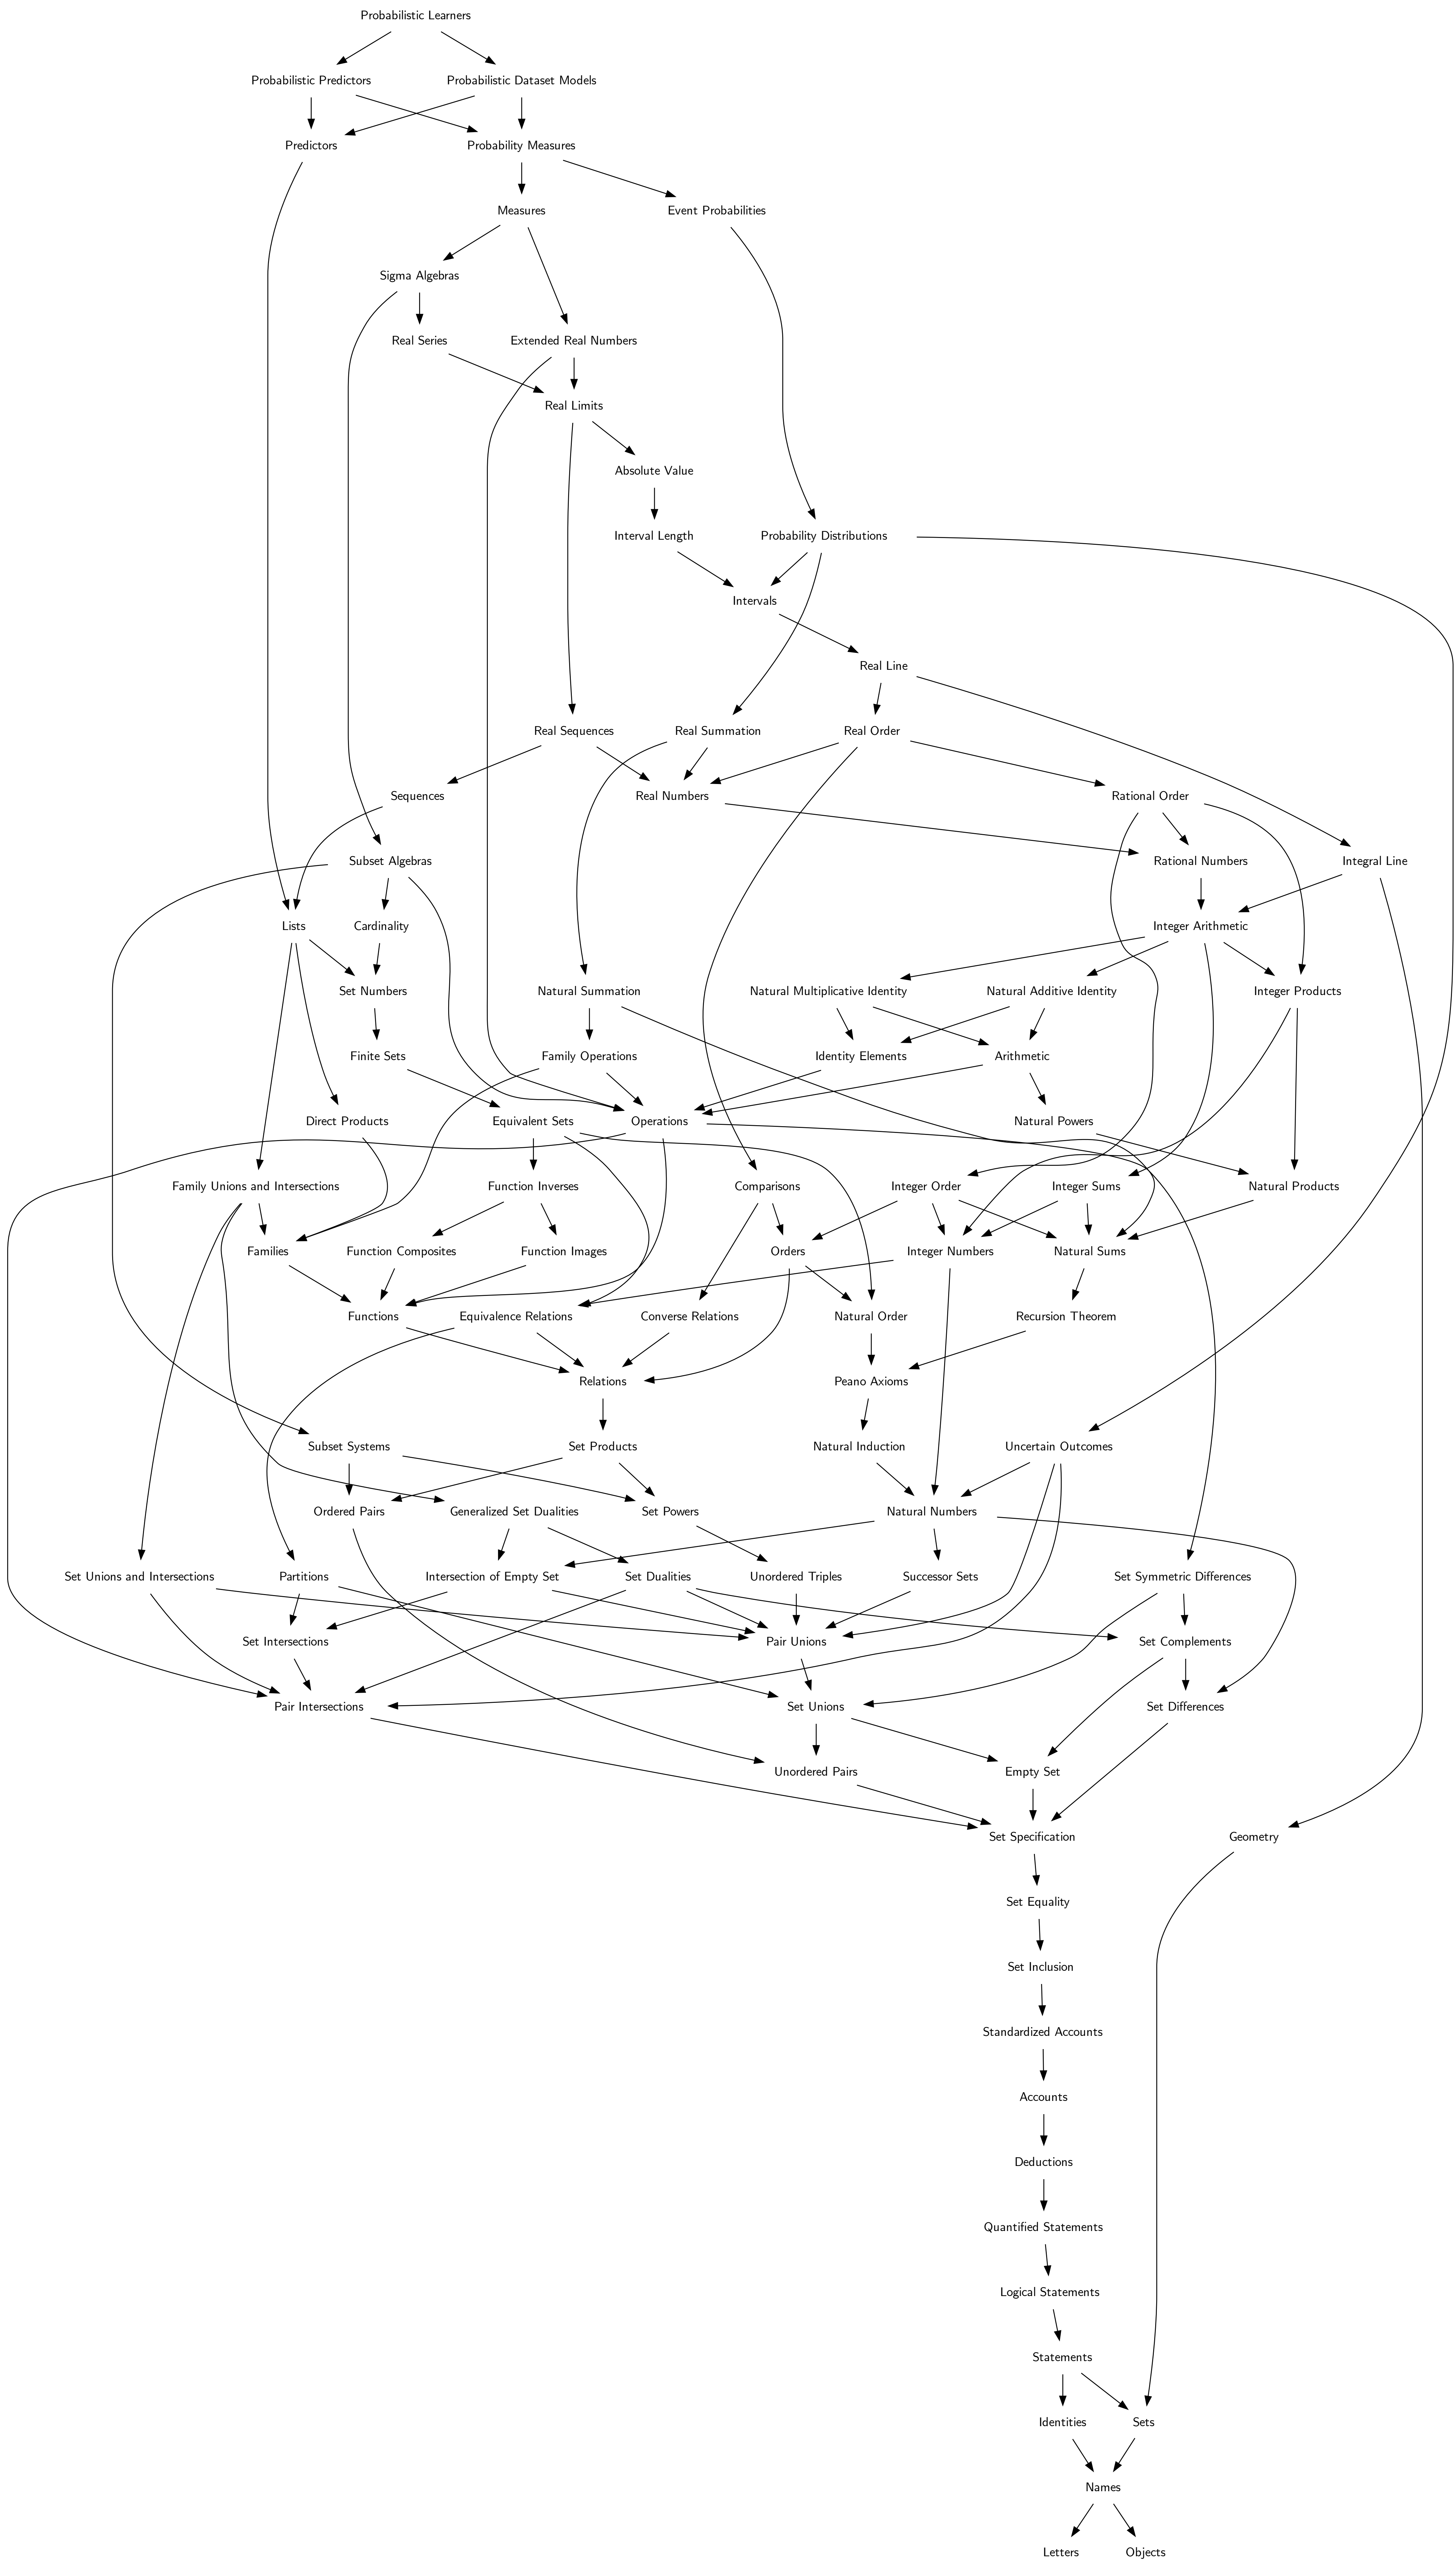 Probabilistic Learners
Probabilistic Predictors
Probabilistic Dataset Models
Predictors
Probability Measures
Measures
Event Probabilities
Sigma Algebras
Real Series
Extended Real Numbers
Real Limits
Absolute Value
Interval Length
Probability Distributions
Intervals
Real Line
Real Sequences
Real Summation
Real Order
Sequences
Real Numbers
Rational Order
Subset Algebras
Rational Numbers
Integral Line
Lists
Cardinality
Integer Arithmetic
Set Numbers
Natural Summation
Natural Multiplicative Identity
Natural Additive Identity
Integer Products
Finite Sets
Family Operations
Identity Elements
Arithmetic
Direct Products
Equivalent Sets
Operations
Natural Powers
Family Unions and Intersections
Function Inverses
Comparisons
Integer Order
Integer Sums
Natural Products
Families
Function Composites
Function Images
Orders
Integer Numbers
Natural Sums
Functions
Equivalence Relations
Converse Relations
Natural Order
Recursion Theorem
Relations
Peano Axioms
Subset Systems
Set Products
Natural Induction
Uncertain Outcomes
Ordered Pairs
Generalized Set Dualities
Set Powers
Natural Numbers
Set Unions and Intersections
Partitions
Intersection of Empty Set
Set Dualities
Unordered Triples
Successor Sets
Set Symmetric Differences
Set Intersections
Pair Unions
Set Complements
Pair Intersections
Set Unions
Set Differences
Unordered Pairs
Empty Set
Set Specification
Geometry
Set Equality
Set Inclusion
Standardized Accounts
Accounts
Deductions
Quantified Statements
Logical Statements
Statements
Identities
Sets
Names
Letters
Objects